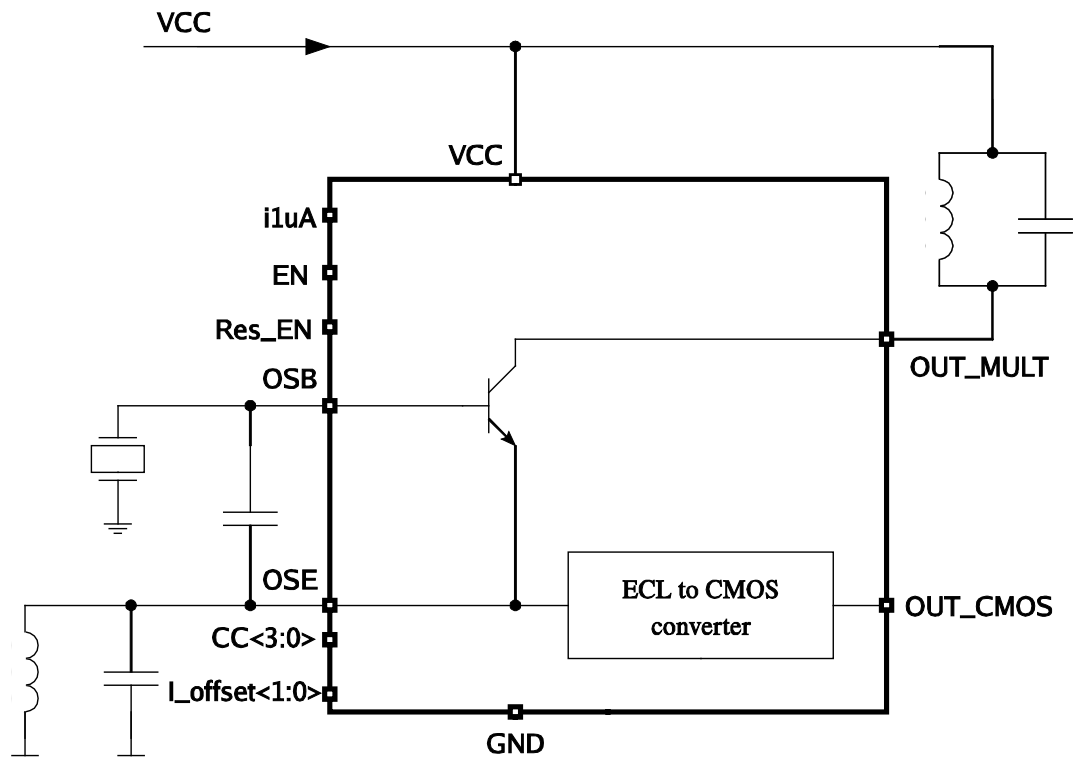 VCC
VCC
i1uA
EN
Res_EN
OSB
OUT_MULT
OSE
ECL to CMOS
converter
OUT_CMOS
CC<3:0>
I_offset<1:0>
GND